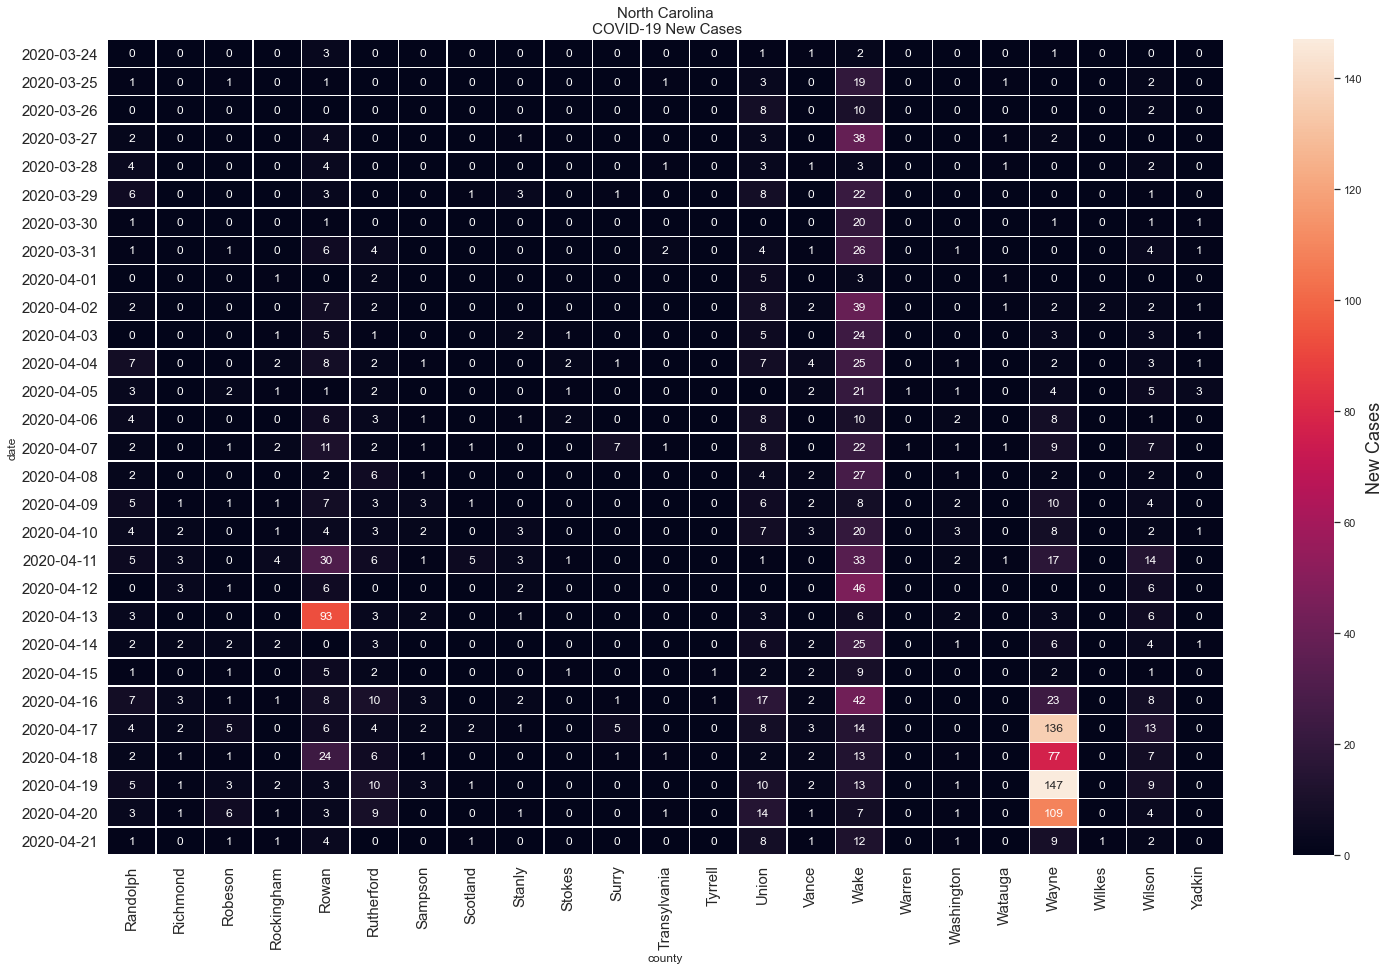 North Carolina
COVID-19 New Cases
2020-03-24 0 0 0 0 3 0 0 0 0 0 0 0 0 1 1 2 0 0 0 1 0 0 0
2020-03-25 1 0 1 0 1 0 0 0 0 0 0 1 0 3 0 19 0 0 1 0 0 2 0
2020-03-26 0 0 0 0 0 0 0 0 0 0 0 0 0 8 0 10 0 0 0 0 0 2 0
2020-03-27 2 0 0 0 4 0 0 0 1 0 0 0 0 3 0 38 0 0 1 2 0 0 0
2020-03-28 4 0 0 0 4 0 0 0 0 0 0 1 0 3 1 3 0 0 1 0 0 2 0
2020-03-29 6 0 0 0 3 0 0 1 3 0 1 0 0 8 0 22 0 0 0 0 0 1 0
2020-03-30 1 0 0 0 1 0 0 0 0 0 0 0 0 0 0 20 0 0 0 1 0 1 1
2020-03-31 1 0 1 0 6 4 0 0 0 0 0 2 0 4 1 26 0 1 0 0 0 4 1
2020-04-01 0 0 0 1 0 2 0 0 0 0 0 0 0 5 0 3 0 0 1 0 0 0 0
2020-04-02 2 0 0 0 7 2 0 0 0 0 0 0 0 8 2 39 0 0 1 2 2 2 1
2020-04-03 0 0 0 1 5 1 0 0 2 1 0 0 0 5 0 24 0 0 0 3 0 3 1
2020-04-04 7 0 0 2 8 2 1 0 0 2 1 0 0 7 4 25 0 1 0 2 0 3 1
2020-04-05 3 0 2 1 1 2 0 0 0 1 0 0 0 0 2 21 1 1 0 4 0 5 3
2020-04-06 4 0 0 0 6 3 1 0 1 2 0 0 0 8 0 10 0 2 0 8 0 1 0
2020-04-07 2 0 1 2 11 2 1 1 0 0 7 1 0 8 0 22 1 1 1 9 0 7 0
2020-04-08 2 0 0 0 2 6 1 0 0 0 0 0 0 4 2 27 0 1 0 2 0 2 0
2020-04-09 5 1 1 1 7 3 3 1 0 0 0 0 0 6 2 8 0 2 0 10 0 4 0
2020-04-10 4 2 0 1 4 3 2 0 3 0 0 0 0 7 3 20 0 3 0 8 0 2 1
2020-04-11 5 3 0 4 30 6 1 5 3 1 0 0 0 1 0 33 0 2 1 17 0 14 0
2020-04-12 0 3 1 0 6 0 0 0 2 0 0 0 0 0 0 46 0 0 0 0 0 6 0
2020-04-13 3 0 0 0 93 3 2 0 1 0 0 0 0 3 0 6 0 2 0 3 0 6 0
2020-04-14 2 2 2 2 0 3 0 0 0 0 0 0 0 6 2 25 0 1 0 6 0 4 1
2020-04-15 1 0 1 0 5 2 0 0 0 1 0 0 1 2 2 9 0 0 0 2 0 1 0
2020-04-16 7 3 1 1 8 10 3 0 2 0 1 0 1 17 2 42 0 0 0 23 0 8 0
2020-04-17 4 2 5 0 6 4 2 2 1 0 5 0 0 8 3 14 0 0 0 136 0 13 0
2020-04-18 2 1 1 0 24 6 1 0 0 0 1 1 0 2 2 13 0 1 0 77 0 7 0
2020-04-19 5 1 3 2 3 10 3 1 0 0 0 0 0 10 2 13 0 1 0 147 0 9 0
2020-04-20 3 1 6 1 3 9 0 0 1 0 0 1 0 14 1 7 0 1 0 109 0 4 0
2020-04-21 1 0 1 1 4 0 0 1 0 0 0 0 0 8 1 12 0 1 0 9 1 2 0
date
Randolph Richmond Robeson Rockingham Rowan Rutherford Sampson Scotland Stanly Stokes Surry Transylvania Tyrrell Union Vance Wake Warren Washington Watauga Wayne Wilkes Wilson Yadkin
county
140
120
100
80
60
40
20
0
New Cases